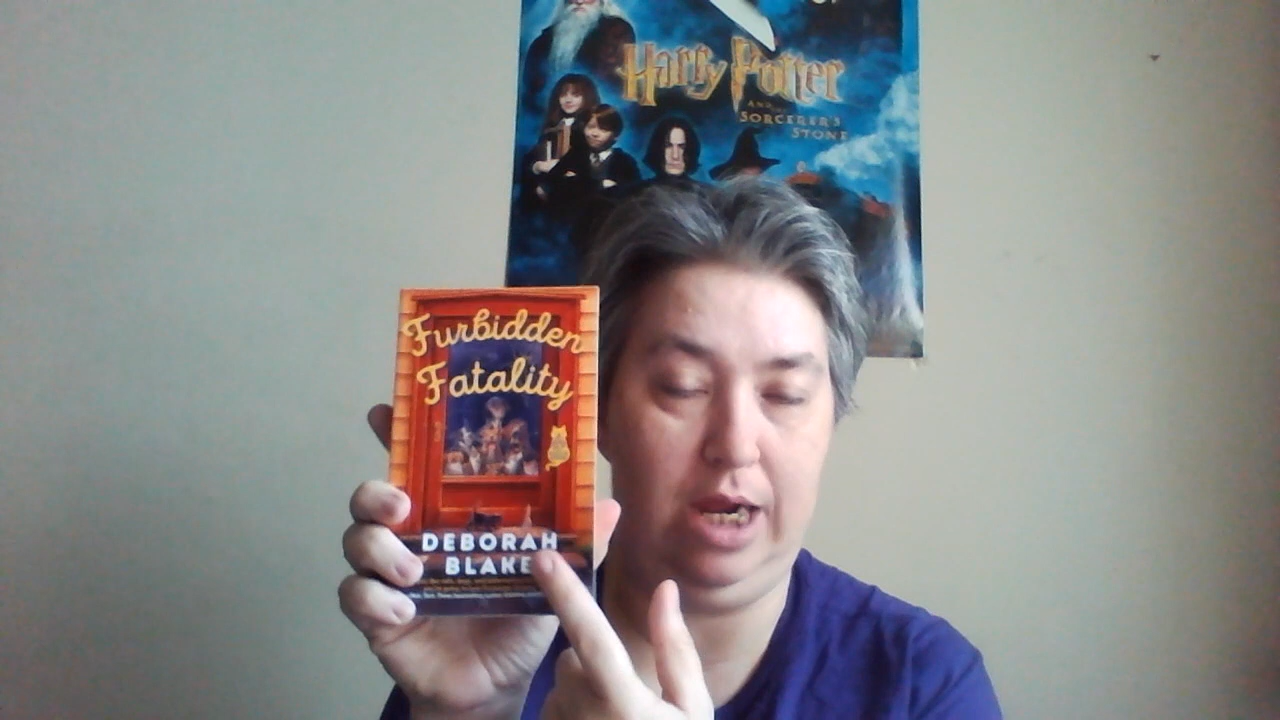 Harry Potter
AND THE
SORCERER'S
STONE
Furbidden
Fatality
DEBORAH
BLAKE